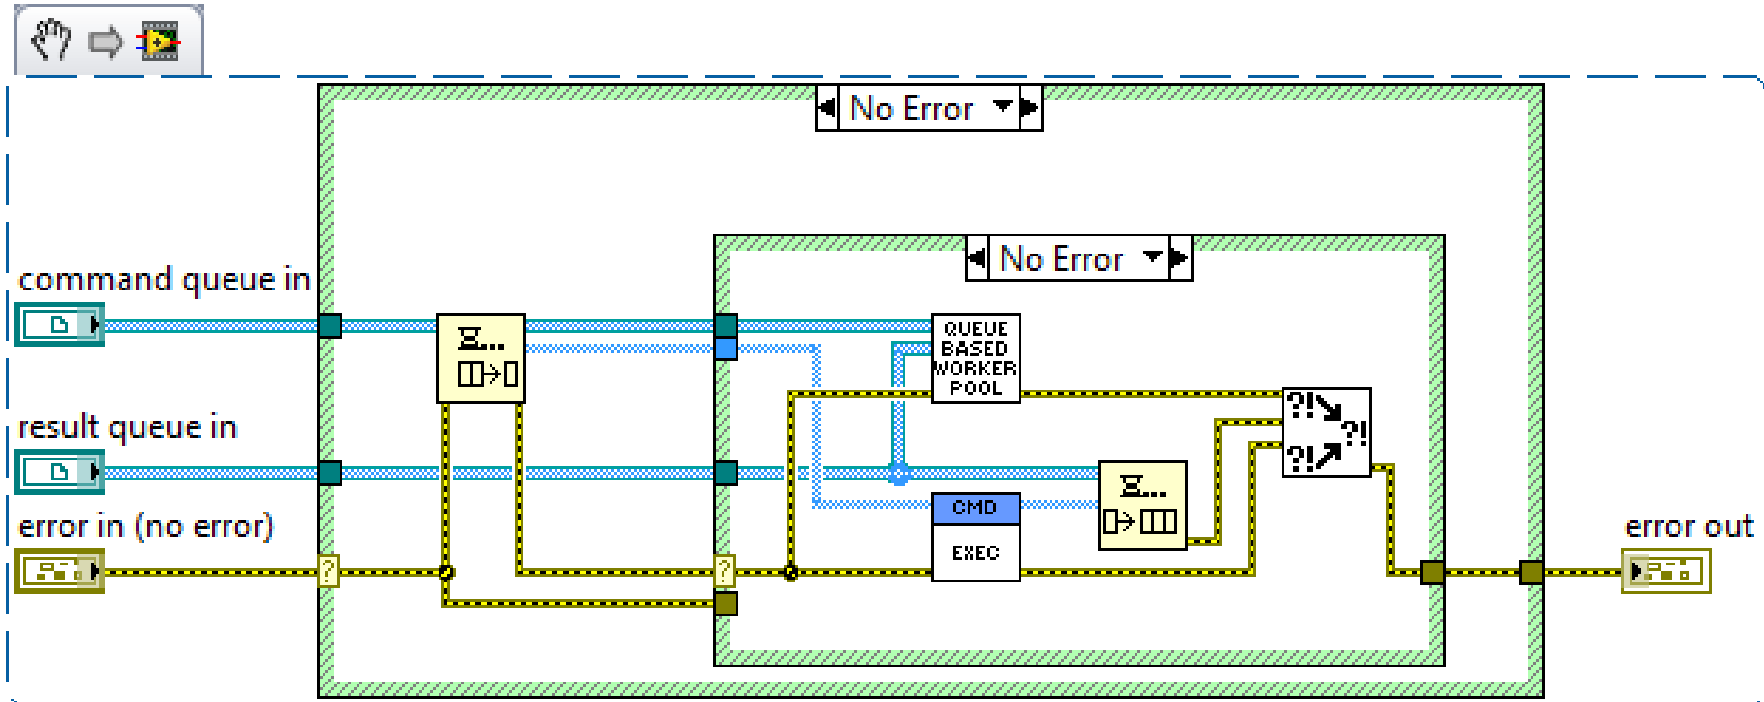 No Error
No Error
command queue in
QUEUE
BASED
WORKER
POOL
?!
?!
?!
result queue in
CMD
EXEC
error in (no error)
?
?
error out